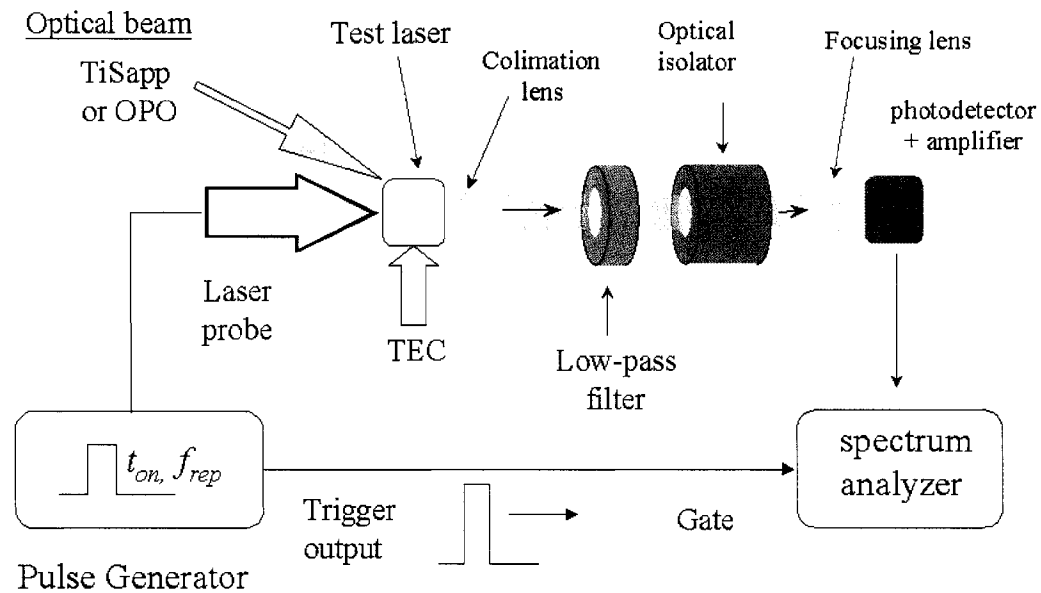 Optical beam
TiSapp
or OPO
Test laser
Colimation
lens
Optical
isolator
Focusing lens
photodetector
+ amplifier
Laser
probe
TEC
Low-pass
filter
t_on, f_rep
Trigger
output
Gate
spectrum
analyzer
Pulse Generator